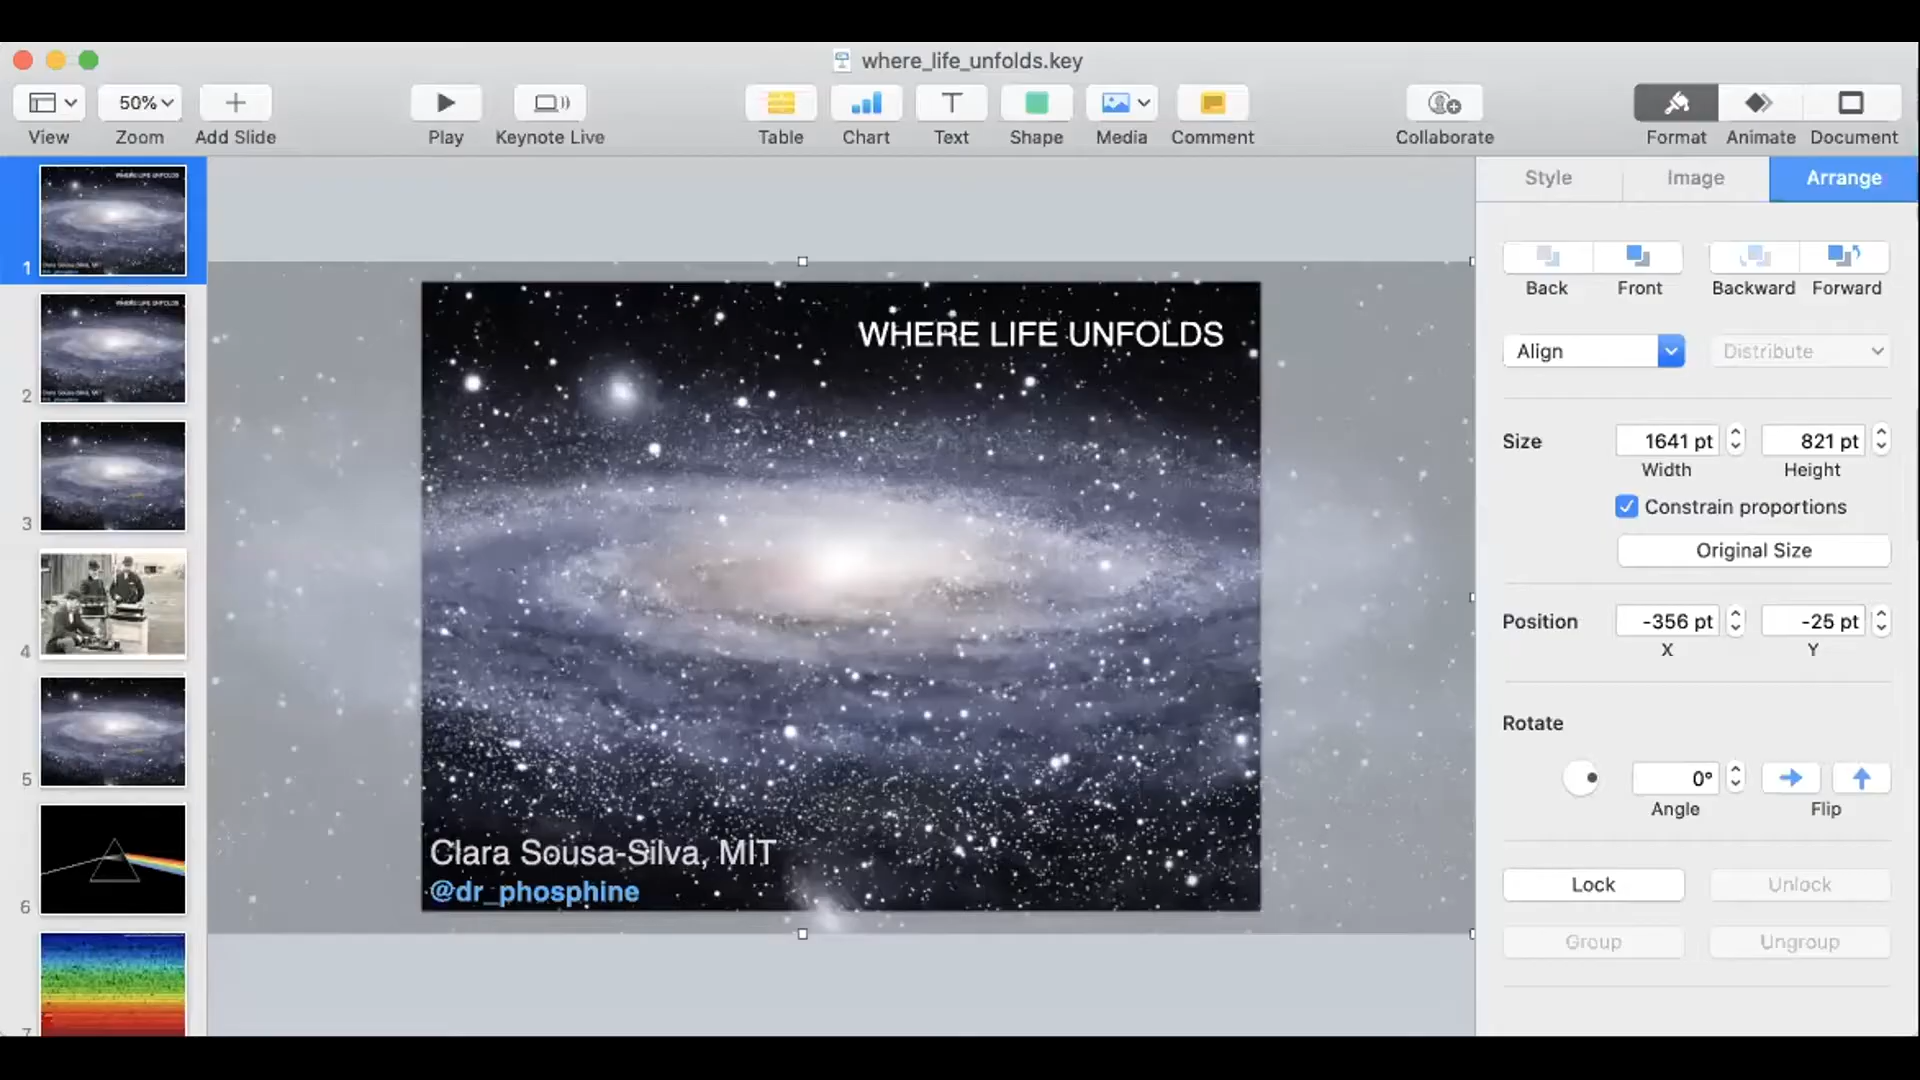 where_life_unfolds.key
50%
View
Zoom
Add Slide
Play
Keynote Live
Table
Chart
Text
Shape
Media
Comment
Collaborate
Format
Animate
Document
Style
Image
Arrange
1
2
3
4
5
6
7
WHERE LIFE UNFOLDS
Clara Sousa-Silva, MIT
@dr_phosphine
Back
Front
Backward
Forward
Align
Distribute
Size
1641 pt
821 pt
Width
Height
Constrain proportions
Original Size
Position
-356 pt
-25 pt
X
Y
Rotate
0°
Angle
Flip
Lock
Unlock
Group
Ungroup